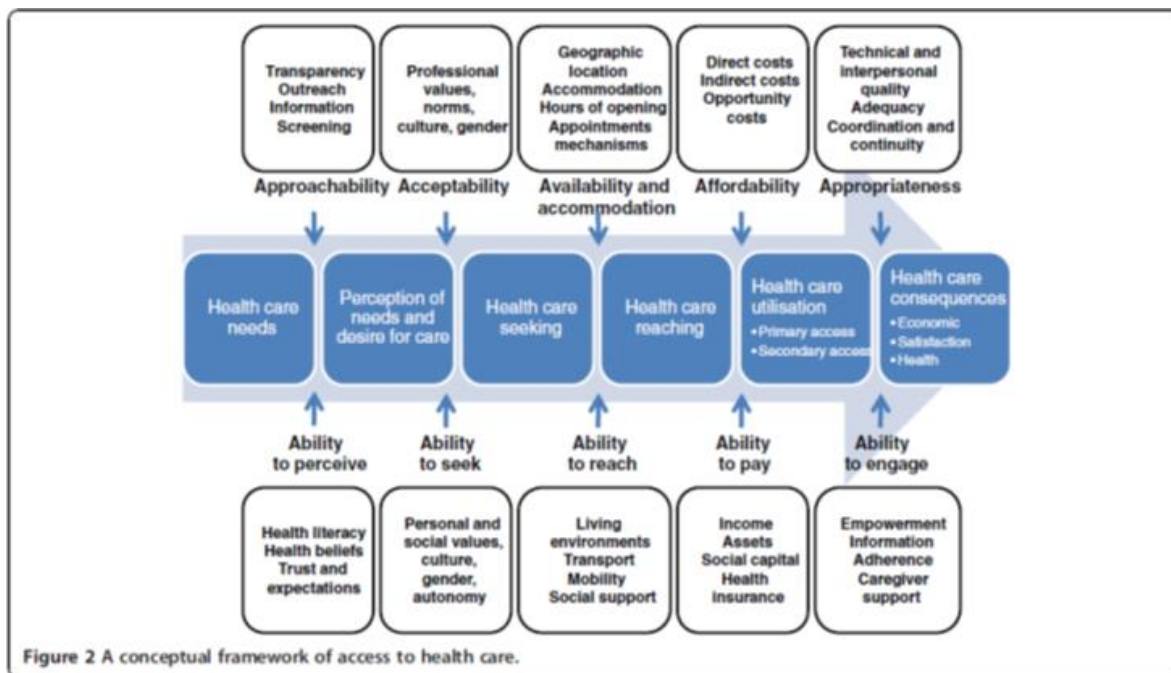 Transparency
Outreach
Information
Screening
Professional
values,
norms,
culture, gender
Geographic
location
Accommodation
Hours of opening
Appointments
mechanisms
Direct costs
Indirect costs
Opportunity
costs
Technical and
interpersonal
quality
Adequacy
Coordination and
continuity
Approachability
Acceptability
Availability and
accommodation
Affordability
Appropriateness
Health care
needs
Perception of
needs and
desire for care
Health care
seeking
Health care
reaching
Health care
utilisation
•Primary access
•Secondary access
Health care
consequences
•Economic
•Satisfaction
•Health
Ability
to perceive
Ability
to seek
Ability
to reach
Ability
to pay
Ability
to engage
Health literacy
Health beliefs
Trust and
expectations
Personal and
social values,
culture,
gender,
autonomy
Living
environments
Transport
Mobility
Social support
Income
Assets
Social capital
Health
insurance
Empowerment
Information
Adherence
Caregiver
support
Figure 2 A conceptual framework of access to health care.